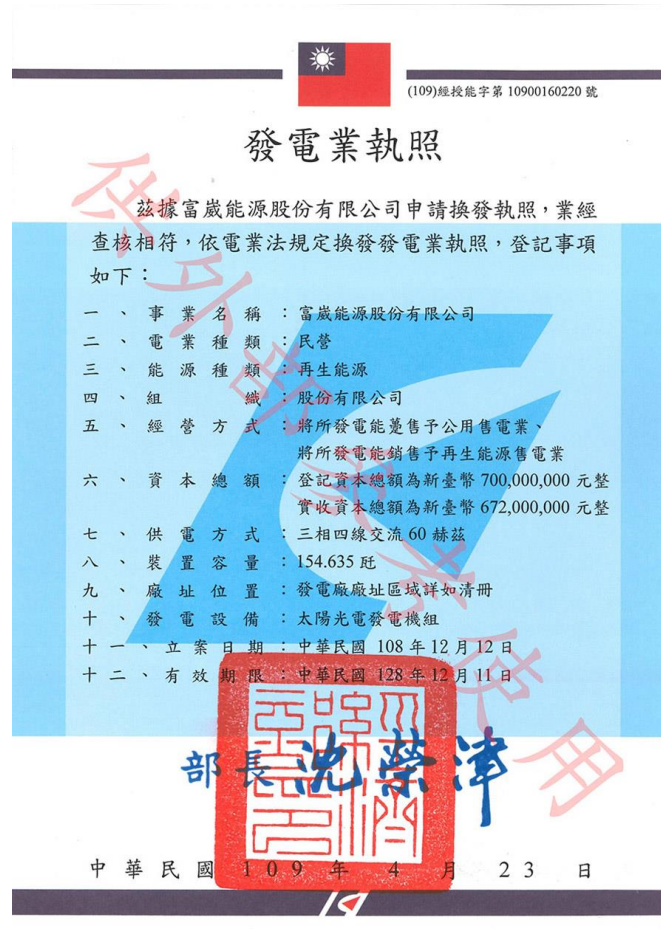 (109)經授能字第 10900160220 號
發電業執照
茲據富崴能源股份有限公司申請換發執照，業經
查核相符，依電業法規定換發發電業執照，登記事項
如下：
一、事業名稱：富崴能源股份有限公司
二、電業種類：民營
三、能源種類：再生能源
四、組織：股份有限公司
五、經營方式：將所發電能躉售予公用售電業、
將所發電能銷售予再生能源售電業
六、資本總額：登記資本總額為新臺幣 700,000,000 元整
實收資本總額為新臺幣 672,000,000 元整
七、供電方式：三相四線交流 60 赫茲
八、裝置容量：154.635 瓩
九、廠址位置：發電廠廠址區域詳如清冊
十、發電設備：太陽光電發電機組
十一、立案日期：中華民國 108 年 12 月 12 日
十二、有效期限：中華民國 128 年 12 月 11 日
部長 沈榮津
中華民國 109 年 4 月 23 日
供外部參考使用